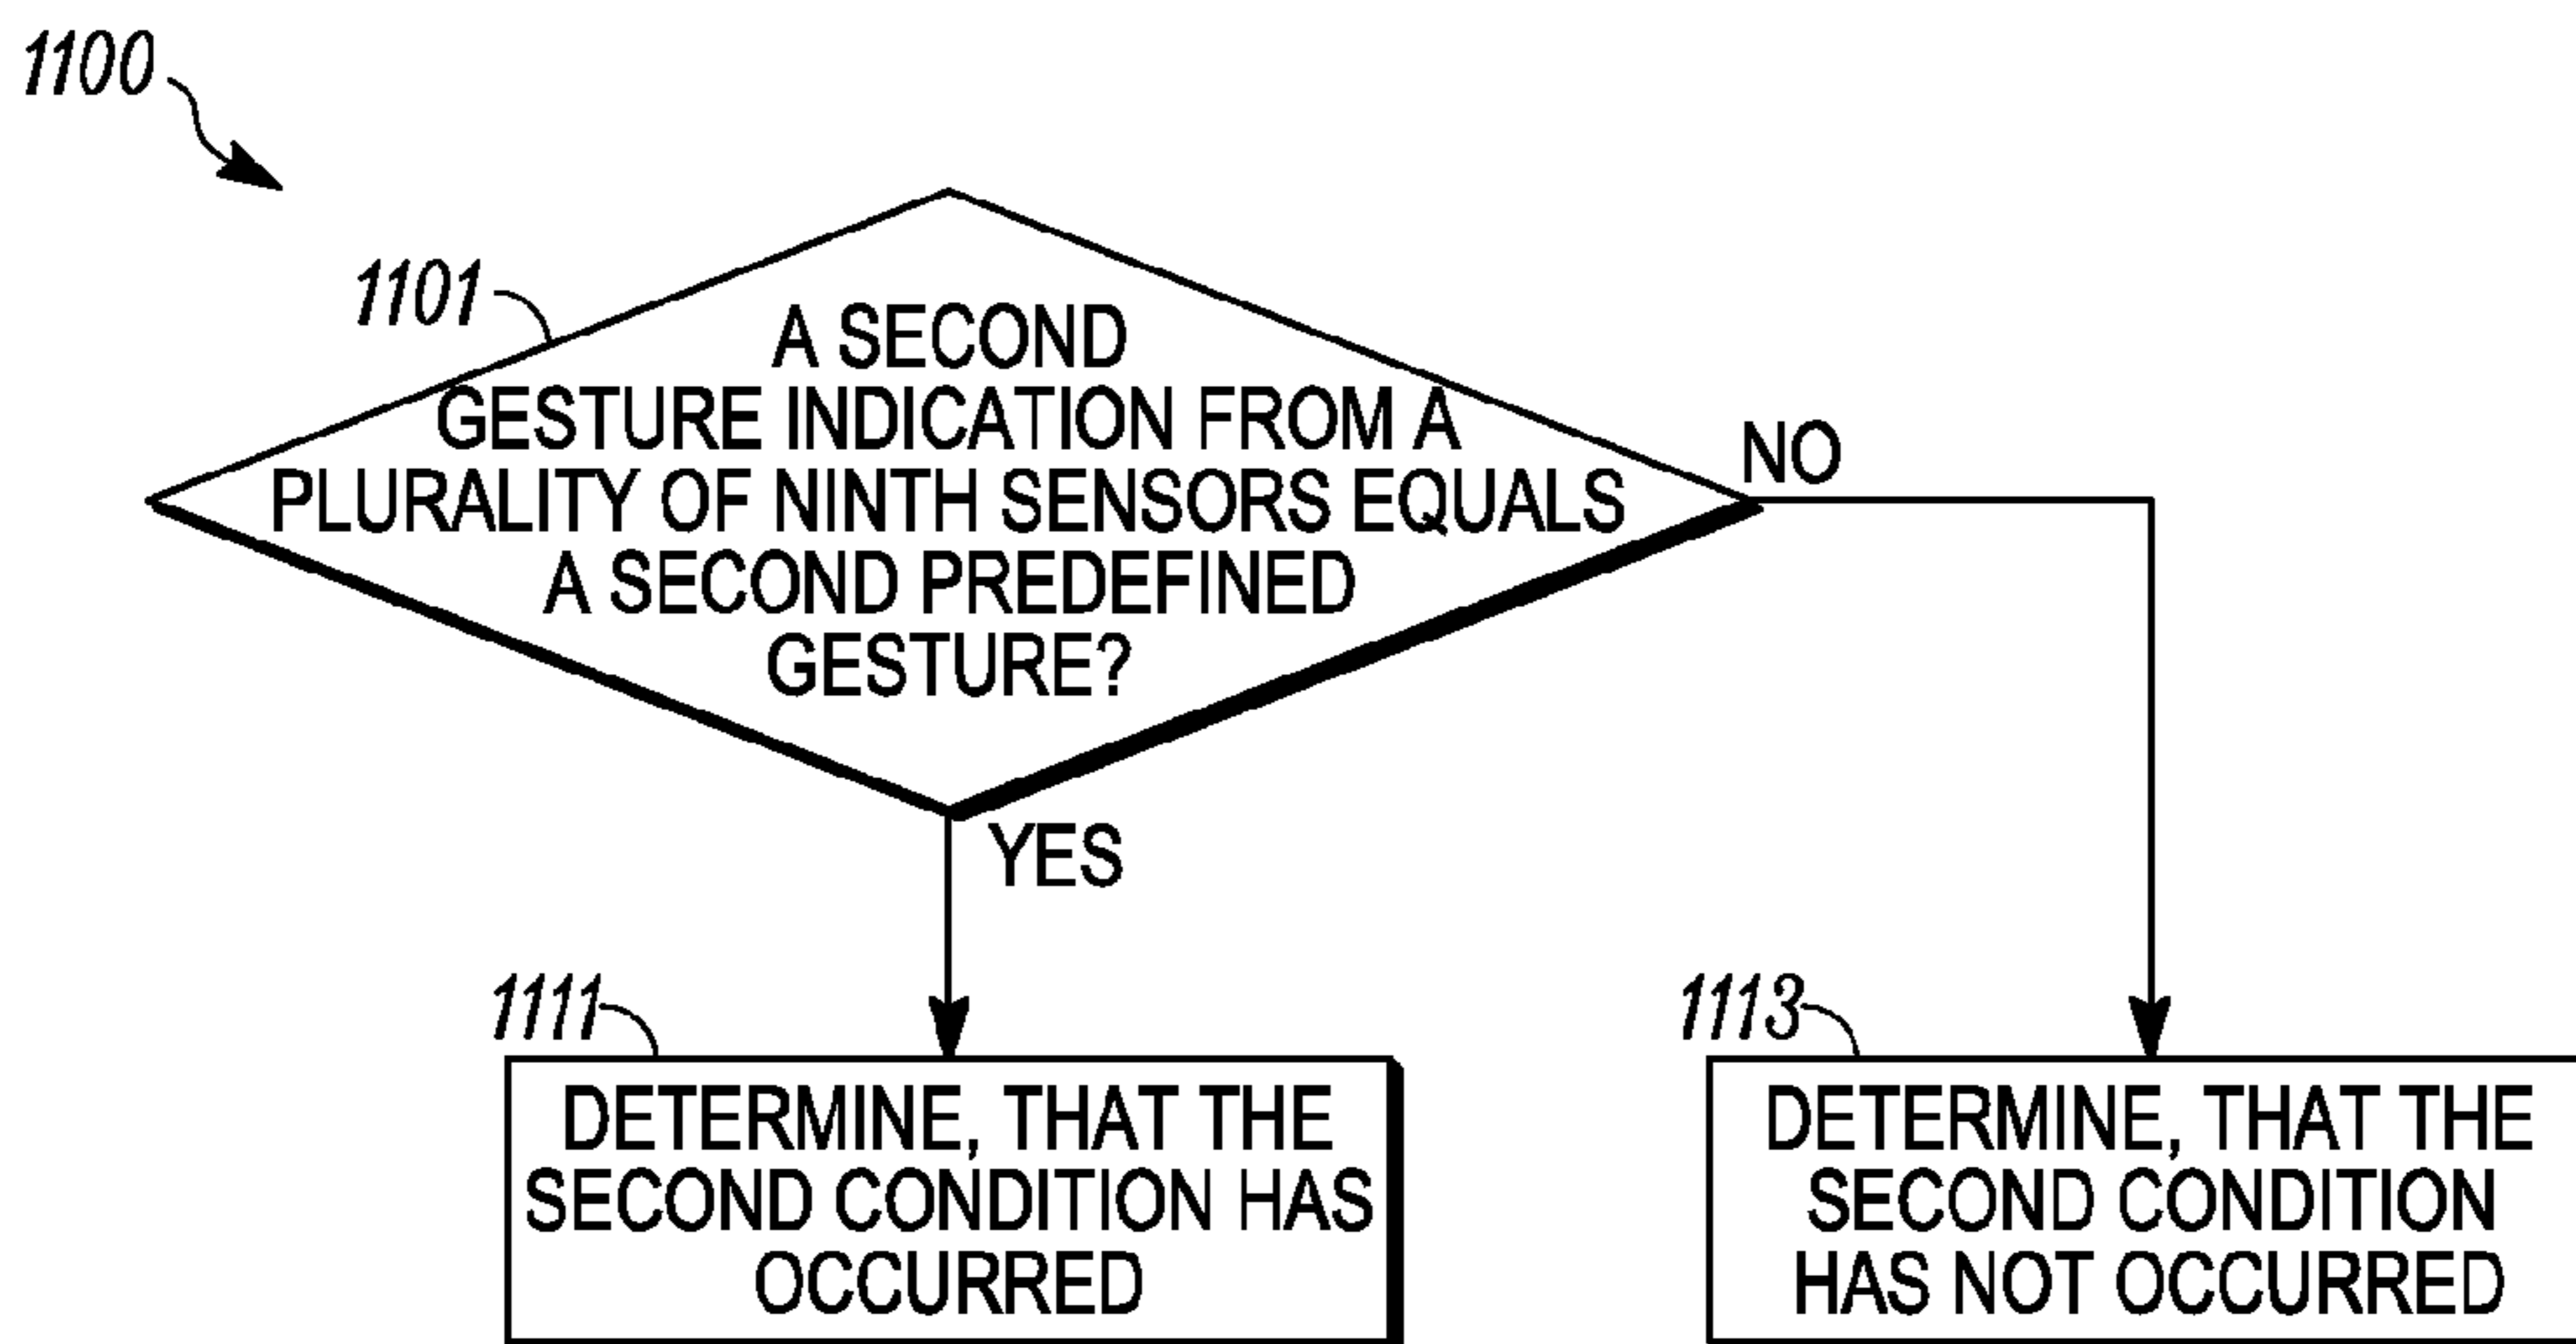 1100
1101
A SECOND
GESTURE INDICATION FROM A
PLURALITY OF NINTH SENSORS EQUALS
A SECOND PREDEFINED
GESTURE?
NO
YES
1111
DETERMINE, THAT THE
SECOND CONDITION HAS
OCCURRED
1113
DETERMINE, THAT THE
SECOND CONDITION
HAS NOT OCCURRED